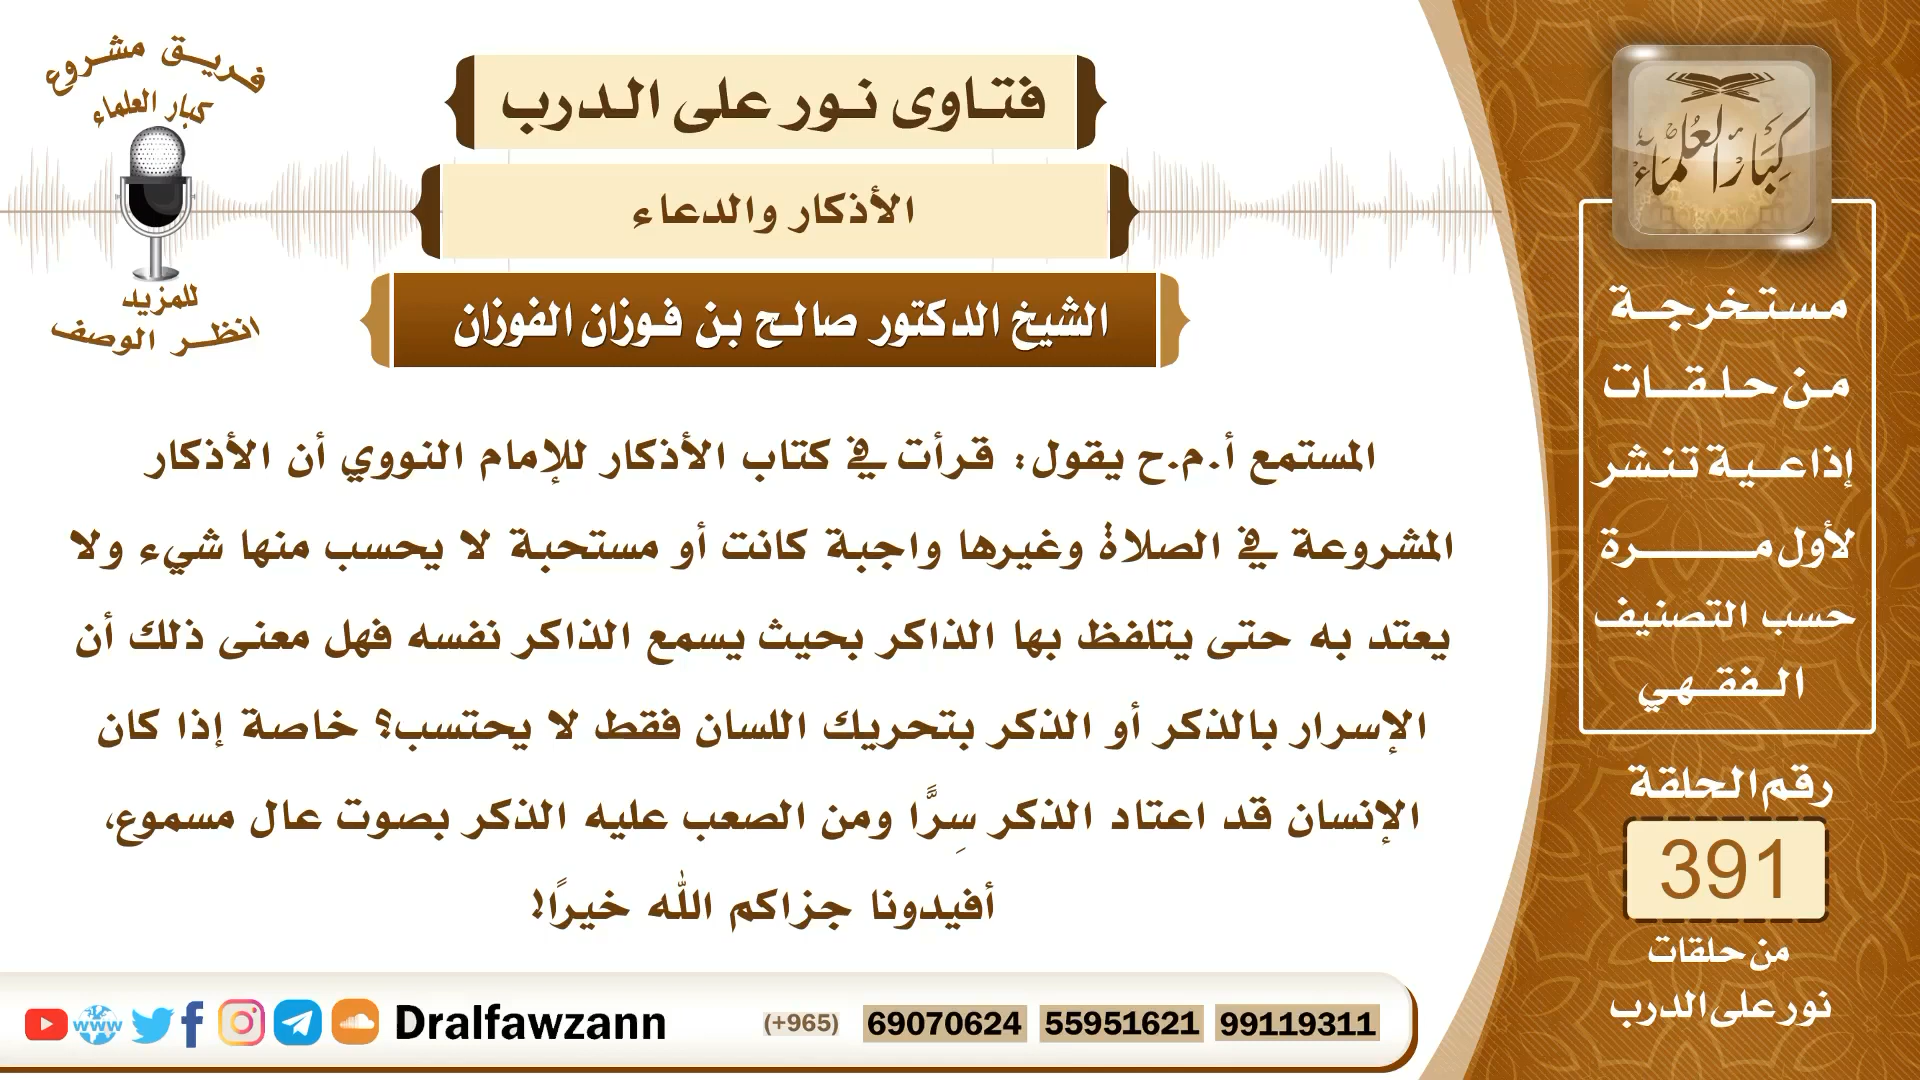 فريق مشروع
كبار العلماء
للمزيد
انظر الوصف
فتاوى نور على الدرب
الأذكار والدعاء
الشيخ الدكتور صالح بن فوزان الفوزان
المستمع أ.م.ح يقول: قرأت في كتاب الأذكار للإمام النووي أن الأذكار
المشروعة في الصلاة وغيرها واجبة كانت أو مستحبة لا يحسب منها شيء ولا
يعتد به حتى يتلفظ بها الذاكر بحيث يسمع الذاكر نفسه فهل معنى ذلك أن
الإسرار بالذكر أو الذكر بتحريك اللسان فقط لا يحتسب؟ خاصة إذا كان
الإنسان قد اعتاد الذكر سِرًّا ومن الصعب عليه الذكر بصوت عال مسموع،
أفيدونا جزاكم الله خيرًا!
كِبَار العُلَمَاء
مستخرجة
من حلقات
إذاعية تنشر
لأول مرة
حسب التصنيف
الفقهي
رقم الحلقة
391
من حلقات
نور على الدرب
www
Dralfawzann (+965) 69070624 55951621 99119311